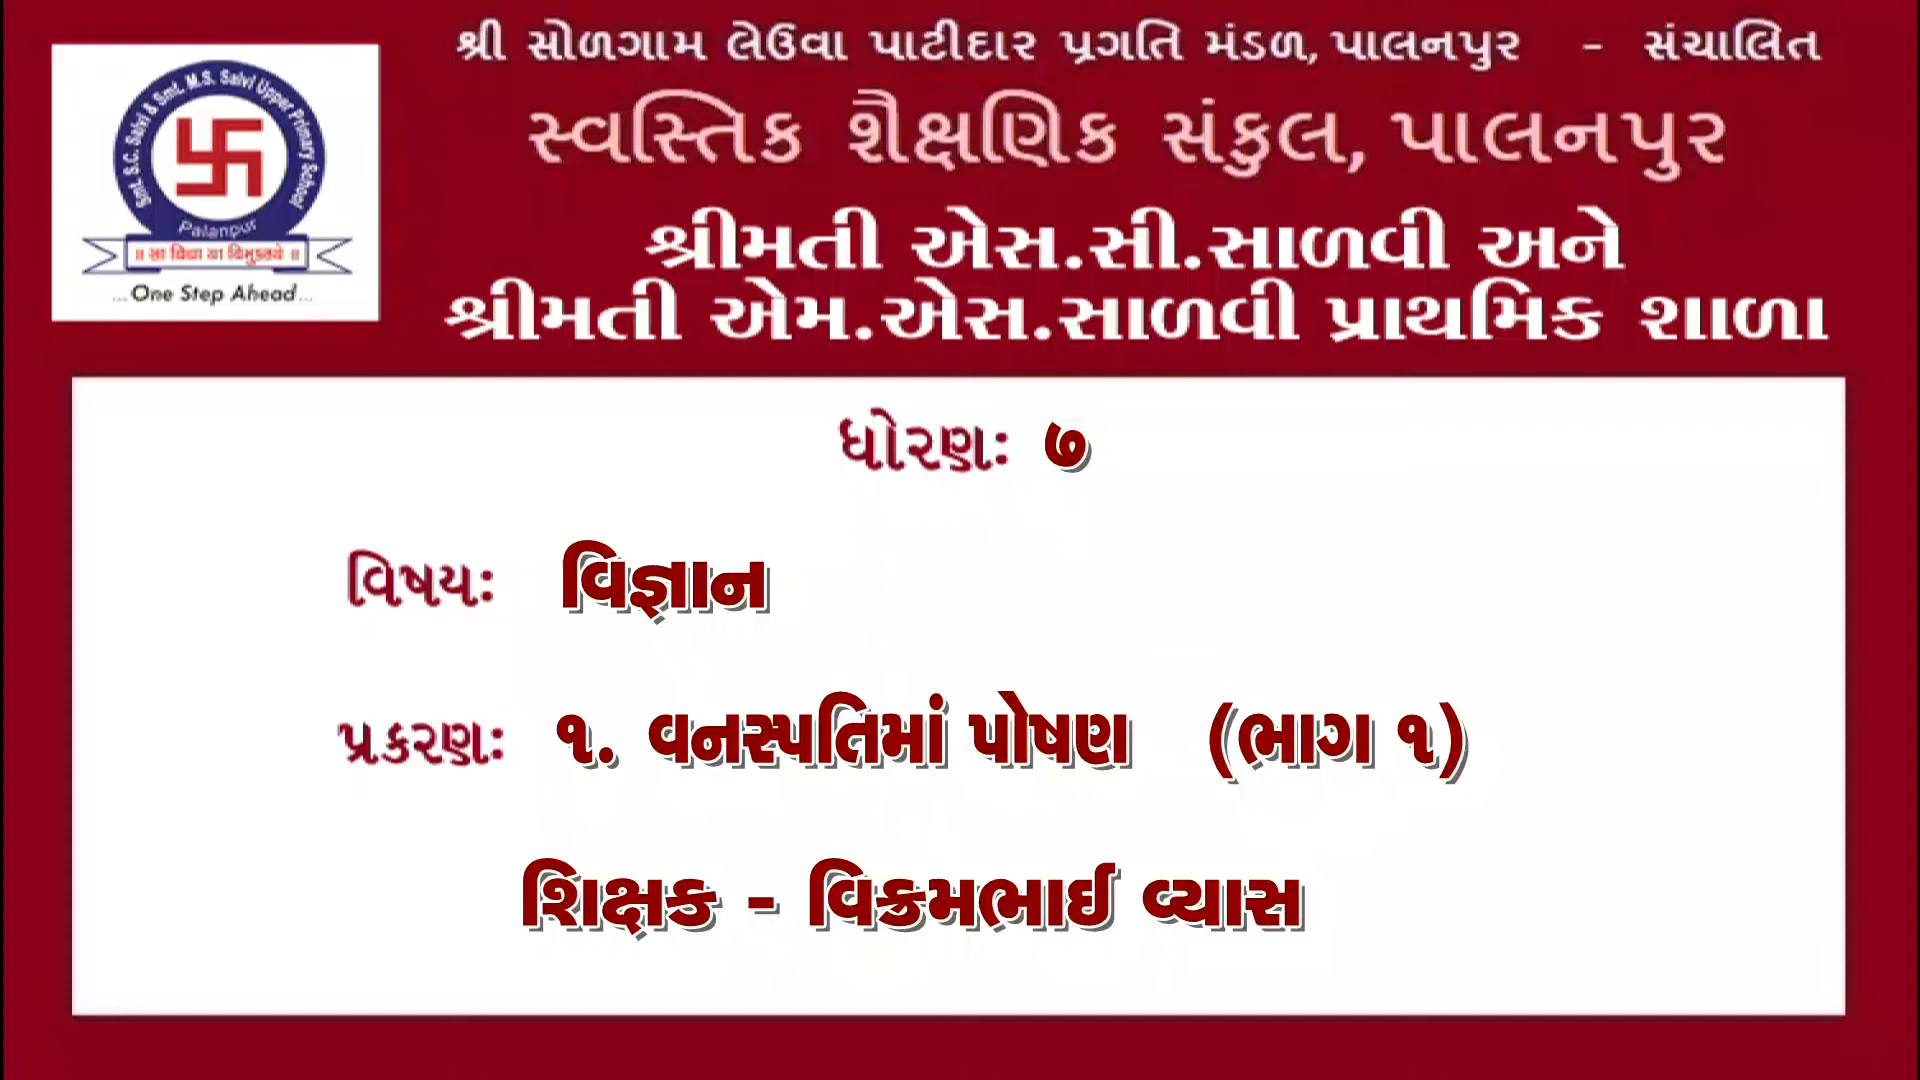 શ્રી સોળગામ લેઉવા પાટીદાર પ્રગતિ મંડળ, પાલનપુર - સંચાલિત
સ્વસ્તિક શૈક્ષણિક સંકુલ, પાલનપુર
શ્રીમતી એસ.સી.સાળવી અને
શ્રીમતી એમ.એસ.સાળવી પ્રાથમિક શાળા
Smt. S.C. Salvi & Smt. M.S. Salvi Upper Primary School
Palanpur
॥ सा विद्या या विमुक्तये ॥
...One Step Ahead...
ધોરણઃ ૭
વિષયઃ વિજ્ઞાન
પ્રકરણઃ ૧. વનસ્પતિમાં પોષણ (ભાગ ૧)
શિક્ષક - વિક્રમભાઈ વ્યાસ